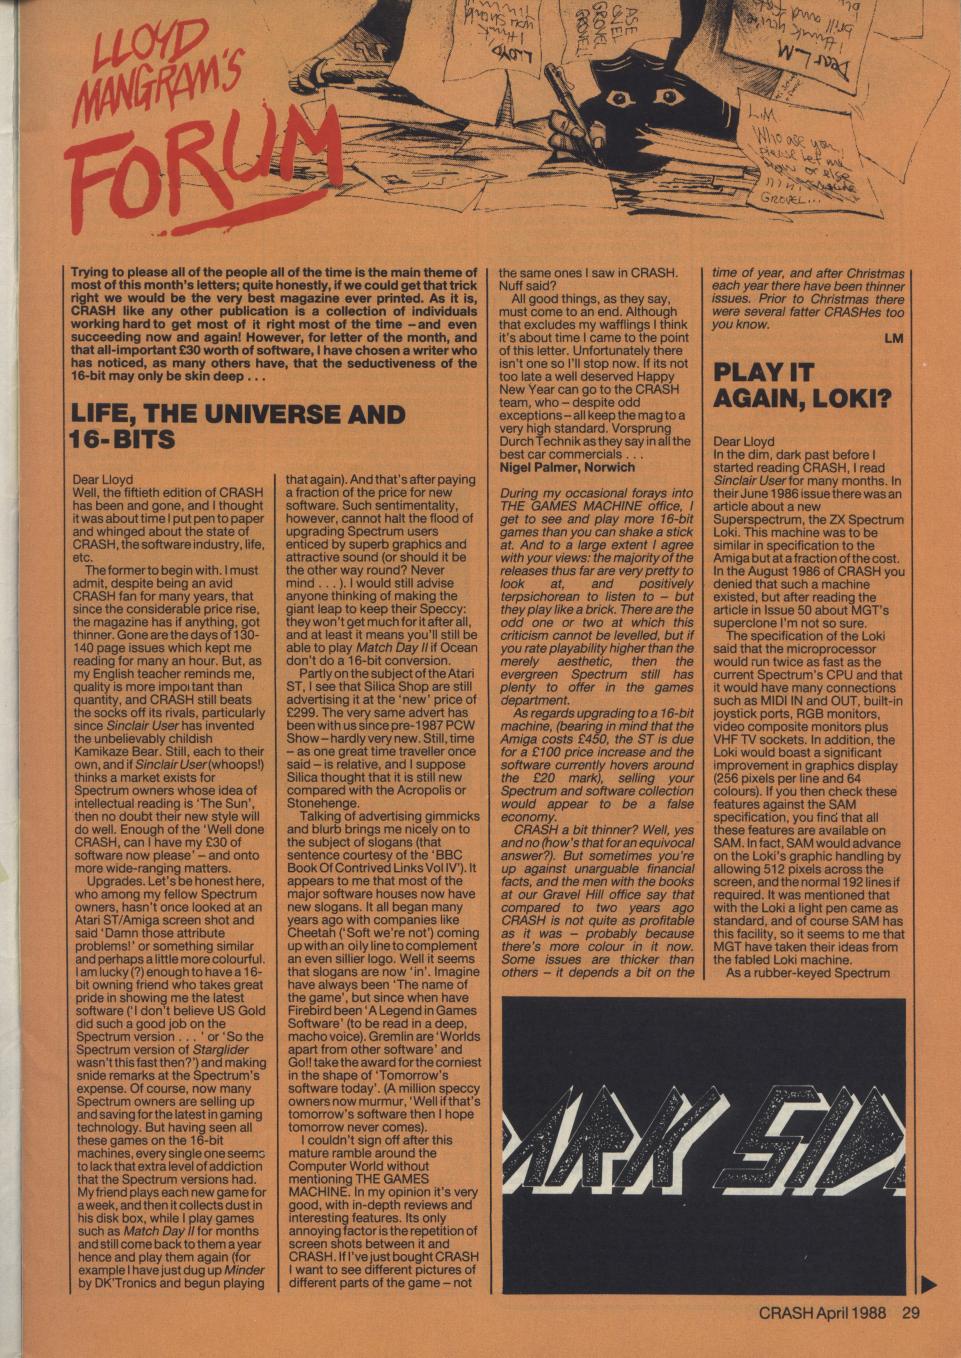 LLOYD
MANGRAM'S
FORUM
Dear L.M
I think you're
brill and
LLOYD,
I think
you should
L.M.
Who are you,
please let me
know or else
GROVEL...
Trying to please all of the people all of the time is the main theme of
most of this month's letters; quite honestly, if we could get that trick
right we would be the very best magazine ever printed. As it is,
CRASH like any other publication is a collection of individuals
working hard to get most of it right most of the time – and even
succeeding now and again! However, for letter of the month, and
that all-important £30 worth of software, I have chosen a writer who
has noticed, as many others have, that the seductiveness of the
16-bit may only be skin deep . . .
LIFE, THE UNIVERSE AND
16-BITS
Dear Lloyd
Well, the fiftieth edition of CRASH
has been and gone, and I thought
it was about time I put pen to paper
and whinged about the state of
CRASH, the software industry, life,
etc.
The former to begin with. I must
admit, despite being an avid
CRASH fan for many years, that
since the considerable price rise,
the magazine has if anything, got
thinner. Gone are the days of 130-
140 page issues which kept me
reading for many an hour. But, as
my English teacher reminds me,
quality is more important than
quantity, and CRASH still beats
the socks off its rivals, particularly
since Sinclair User has invented
the unbelievably childish
Kamikaze Bear. Still, each to their
own, and if Sinclair User (whoops!)
thinks a market exists for
Spectrum owners whose idea of
intellectual reading is 'The Sun',
then no doubt their new style will
do well. Enough of the 'Well done
CRASH, can I have my £30 of
software now please' – and onto
more wide-ranging matters.
Upgrades. Let's be honest here,
who among my fellow Spectrum
owners, hasn't once looked at an
Atari ST/Amiga screen shot and
said 'Damn those attribute
problems!' or something similar
and perhaps a little more colourful.
I am lucky (?) enough to have a 16-
bit owning friend who takes great
pride in showing me the latest
software ('I don't believe US Gold
did such a good job on the
Spectrum version . . . ' or 'So the
Spectrum version of Starglider
wasn't this fast then?') and making
snide remarks at the Spectrum's
expense. Of course, now many
Spectrum owners are selling up
and saving for the latest in gaming
technology. But having seen all
these games on the 16-bit
machines, every single one seems
to lack that extra level of addiction
that the Spectrum versions had.
My friend plays each new game for
a week, and then it collects dust in
his disk box, while I play games
such as Match Day II for months
and still come back to them a year
hence and play them again (for
example I have just dug up Minder
by DK'Tronics and begun playing
that again). And that's after paying
a fraction of the price for new
software. Such sentimentality,
however, cannot halt the flood of
upgrading Spectrum users
enticed by superb graphics and
attractive sound (or should it be
the other way round? Never
mind . . . ). I would still advise
anyone thinking of making the
giant leap to keep their Speccy:
they won't get much for it after all,
and at least it means you'll still be
able to play Match Day II if Ocean
don't do a 16-bit conversion.
Partly on the subject of the Atari
ST, I see that Silica Shop are still
advertising it at the 'new' price of
£299. The very same advert has
been with us since pre-1987 PCW
Show – hardly very new. Still, time
– as one great time traveller once
said – is relative, and I suppose
Silica thought that it is still new
compared with the Acropolis or
Stonehenge.
Talking of advertising gimmicks
and blurb brings me nicely on to
the subject of slogans (that
sentence courtesy of the 'BBC
Book Of Contrived Links Vol IV'). It
appears to me that most of the
major software houses now have
new slogans. It all began many
years ago with companies like
Cheetah ('Soft we're not') coming
up with an oily line to complement
an even sillier logo. Well it seems
that slogans are now 'in'. Imagine
have always been 'The name of
the game', but since when have
Firebird been 'A Legend in Games
Software' (to be read in a deep,
macho voice). Gremlin are 'Worlds
apart from other software' and
Go!! take the award for the corniest
in the shape of 'Tomorrow's
software today'. (A million speccy
owners now murmur, 'Well if that's
tomorrow's software then I hope
tomorrow never comes).
I couldn't sign off after this
mature ramble around the
Computer World without
mentioning THE GAMES
MACHINE. In my opinion it's very
good, with in-depth reviews and
interesting features. Its only
annoying factor is the repetition of
screen shots between it and
CRASH. If I've just bought CRASH
I want to see different pictures of
different parts of the game – not
the same ones I saw in CRASH.
Nuff said?
All good things, as they say,
must come to an end. Although
that excludes my wafflings I think
it's about time I came to the point
of this letter. Unfortunately there
isn't one so I'll stop now. If its not
too late a well deserved Happy
New Year can go to the CRASH
team, who – despite odd
exceptions – all keep the mag to a
very high standard. Vorsprung
Durch Technik as they say in all the
best car commercials . . .
Nigel Palmer, Norwich
During my occasional forays into
THE GAMES MACHINE office, I
get to see and play more 16-bit
games than you can shake a stick
at. And to a large extent I agree
with your views: the majority of the
releases thus far are very pretty to
look at, and positively
terpsichorean to listen to – but
they play like a brick. There are the
odd one or two at which this
criticism cannot be levelled, but if
you rate playability higher than the
merely aesthetic, then the
evergreen Spectrum still has
plenty to offer in the games
department.
As regards upgrading to a 16-bit
machine, (bearing in mind that the
Amiga costs £450, the ST is due
for a £100 price increase and the
software currently hovers around
the £20 mark), selling your
Spectrum and software collection
would appear to be a false
economy.
CRASH a bit thinner? Well, yes
and no (how's that for an equivocal
answer?). But sometimes you're
up against unarguable financial
facts, and the men with the books
at our Gravel Hill office say that
compared to two years ago
CRASH is not quite as profitable
as it was – probably because
there's more colour in it now.
Some issues are thicker than
others – it depends a bit on the
time of year, and after Christmas
each year there have been thinner
issues. Prior to Christmas there
were several fatter CRASHes too
you know.
LM
PLAY IT
AGAIN, LOKI?
Dear Lloyd
In the dim, dark past before I
started reading CRASH, I read
Sinclair User for many months. In
their June 1986 issue there was an
article about a new
Superspectrum, the ZX Spectrum
Loki. This machine was to be
similar in specification to the
Amiga but at a fraction of the cost.
In the August 1986 of CRASH you
denied that such a machine
existed, but after reading the
article in Issue 50 about MGT's
superclone I'm not so sure.
The specification of the Loki
said that the microprocessor
would run twice as fast as the
current Spectrum's CPU and that
it would have many connections
such as MIDI IN and OUT, built-in
joystick ports, RGB monitors,
video composite monitors plus
VHF TV sockets. In addition, the
Loki would boast a significant
improvement in graphics display
(256 pixels per line and 64
colours). If you then check these
features against the SAM
specification, you find that all
these features are available on
SAM. In fact, SAM would advance
on the Loki's graphic handling by
allowing 512 pixels across the
screen, and the normal 192 lines if
required. It was mentioned that
with the Loki a light pen came as
standard, and of course SAM has
this facility, so it seems to me that
MGT have taken their ideas from
the fabled Loki machine.
As a rubber-keyed Spectrum
ARK SID
CRASH April 1988 29